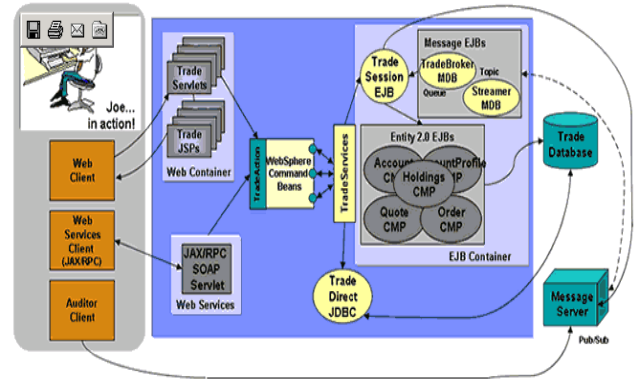 Joe...
in action!
Web
Client
Web
Services
Client
(JAX/RPC)
Auditor
Client
Trade
Servlets
Trade
JSPs
Web Container
JAX/RPC
SOAP
Servlet
Web Services
TradeAction
WebSphere
Command
Beans
TradeServices
Trade
Session
EJB
Message EJBs
TradeBroker
MDB
Queue
Topic
Streamer
MDB
Entity 2.0 EJBs
Account
CMP
Holdings
CMP
Quote
CMP
Order
CMP
EJB Container
Trade
Direct
JDBC
Trade
Database
Message
Server
Pub/Sub